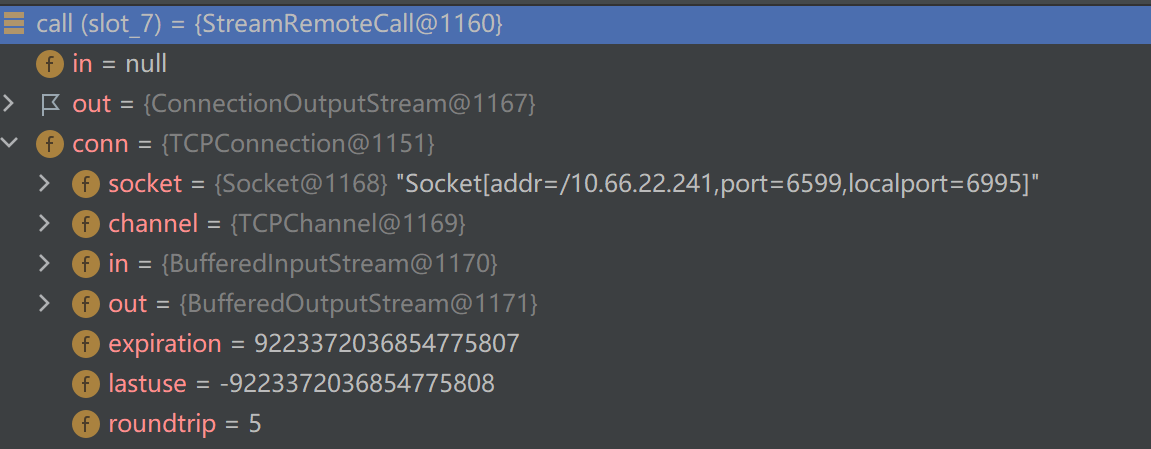 call (slot_7) = {StreamRemoteCall@1160}
f in = null
out = {ConnectionOutputStream@1167}
f conn = {TCPConnection@1151}
f socket = {Socket@1168} "Socket[addr=/10.66.22.241,port=6599,localport=6995]"
f channel = {TCPChannel@1169}
f in = {BufferedInputStream@1170}
f out = {BufferedOutputStream@1171}
f expiration = 9223372036854775807
f lastuse = -9223372036854775808
f roundtrip = 5